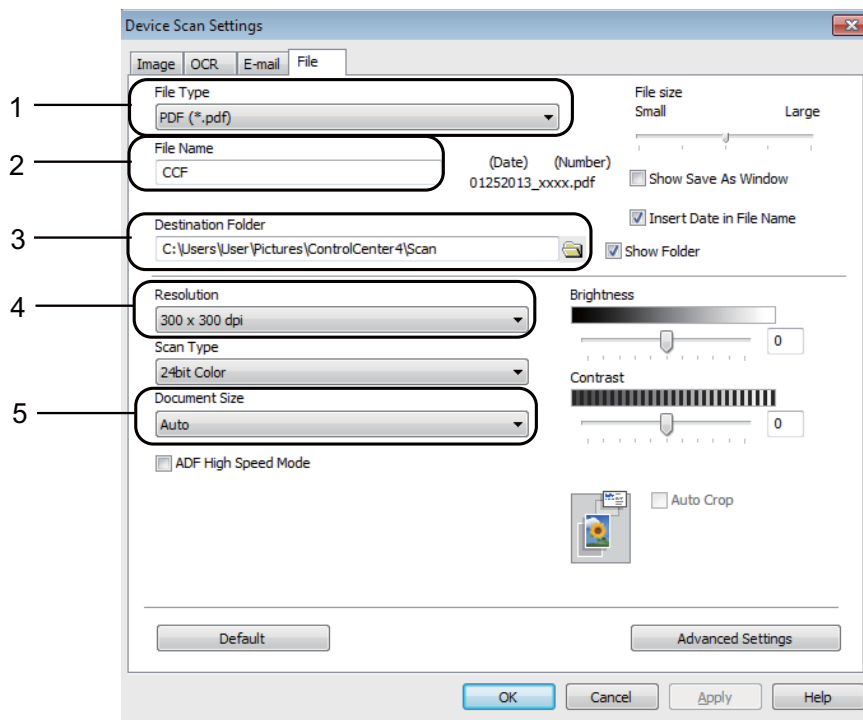 Device Scan Settings
Image OCR E-mail File
1
File Type
PDF (*.pdf)
File size
Small Large
2
File Name
CCF
(Date) (Number)
01252013_xxxx.pdf
Show Save As Window
Insert Date in File Name
3
Destination Folder
C:\Users\User\Pictures\ControlCenter4\Scan
Show Folder
4
Resolution
300 x 300 dpi
Brightness
0
Scan Type
24bit Color
Contrast
0
5
Document Size
Auto
ADF High Speed Mode
Auto Crop
Default Advanced Settings
OK Cancel Apply Help